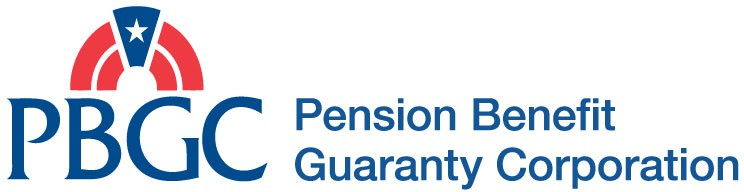 PBGC
Pension Benefit
Guaranty Corporation